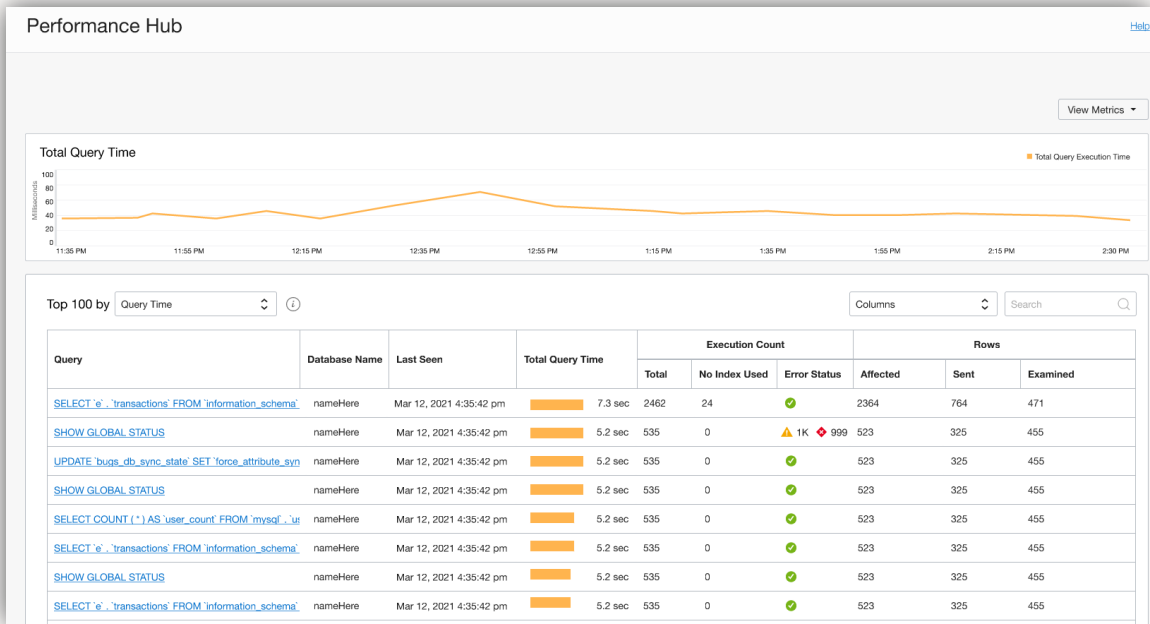 Performance Hub
Help
View Metrics
Total Query Time
Total Query Execution Time
Milliseconds
100
80
60
40
20
0
11:35 PM 11:55 PM 12:15 PM 12:35 PM 12:55 PM 1:15 PM 1:35 PM 1:55 PM 2:15 PM 2:30 PM
Top 100 by Query Time i Columns Search
Query Database Name Last Seen Total Query Time Execution Count Rows
Total No Index Used Error Status Affected Sent Examined
SELECT `e` . `transactions` FROM `information_schema` nameHere Mar 12, 2021 4:35:42 pm 7.3 sec 2462 24 2364 764 471
SHOW GLOBAL STATUS nameHere Mar 12, 2021 4:35:42 pm 5.2 sec 535 0 1K 999 523 325 455
UPDATE `bugs_db_sync_state` SET `force_attribute_syn nameHere Mar 12, 2021 4:35:42 pm 5.2 sec 535 0 523 325 455
SHOW GLOBAL STATUS nameHere Mar 12, 2021 4:35:42 pm 5.2 sec 535 0 523 325 455
SELECT COUNT ( * ) AS `user_count` FROM `mysql` . `us nameHere Mar 12, 2021 4:35:42 pm 5.2 sec 535 0 523 325 455
SELECT `e` . `transactions` FROM `information_schema` nameHere Mar 12, 2021 4:35:42 pm 5.2 sec 535 0 523 325 455
SHOW GLOBAL STATUS nameHere Mar 12, 2021 4:35:42 pm 5.2 sec 535 0 523 325 455
SELECT `e` . `transactions` FROM `information_schema` nameHere Mar 12, 2021 4:35:42 pm 5.2 sec 535 0 523 325 455